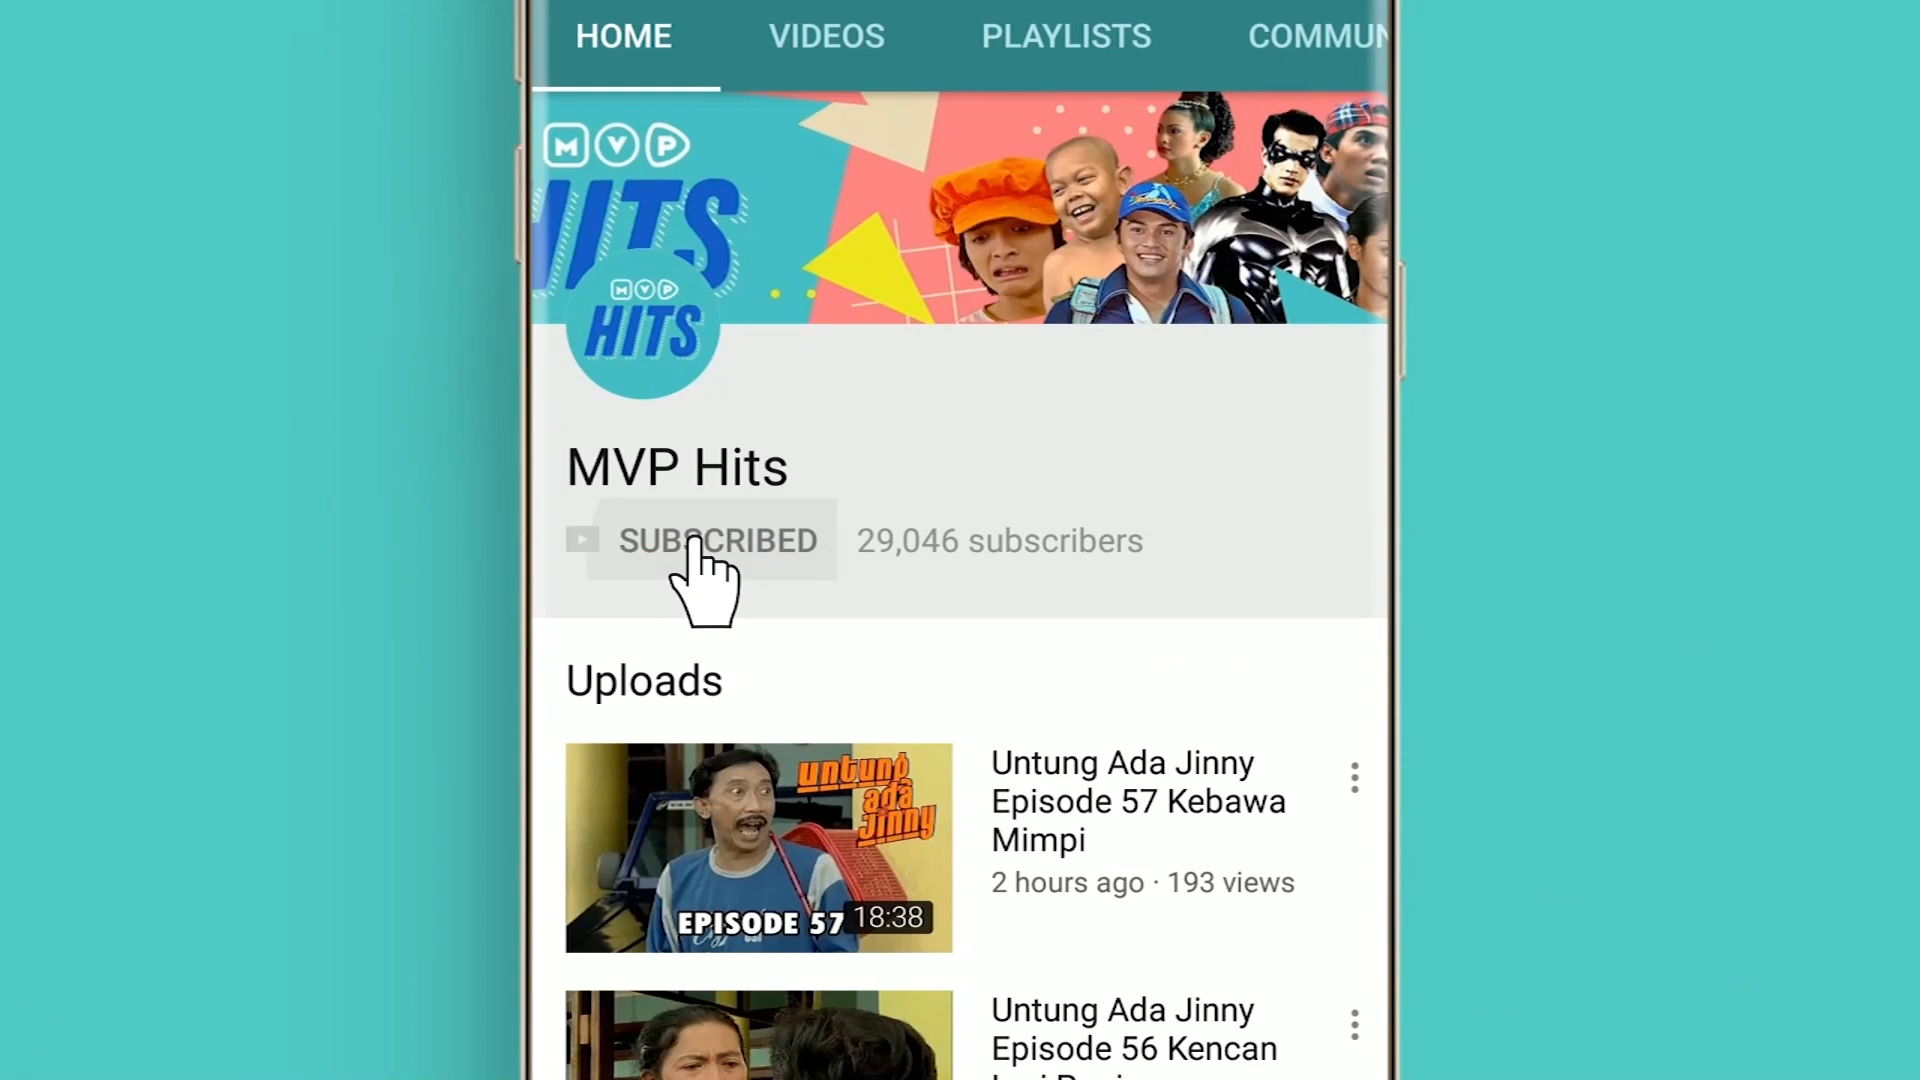 HOME VIDEOS PLAYLISTS COMMUN
MVP
HITS
MVP
HITS
MVP Hits
SUBSCRIBED 29,046 subscribers
Uploads
untung
ada
jinny
EPISODE 57
18:38
Untung Ada Jinny
Episode 57 Kebawa
Mimpi
2 hours ago · 193 views
Untung Ada Jinny
Episode 56 Kencan